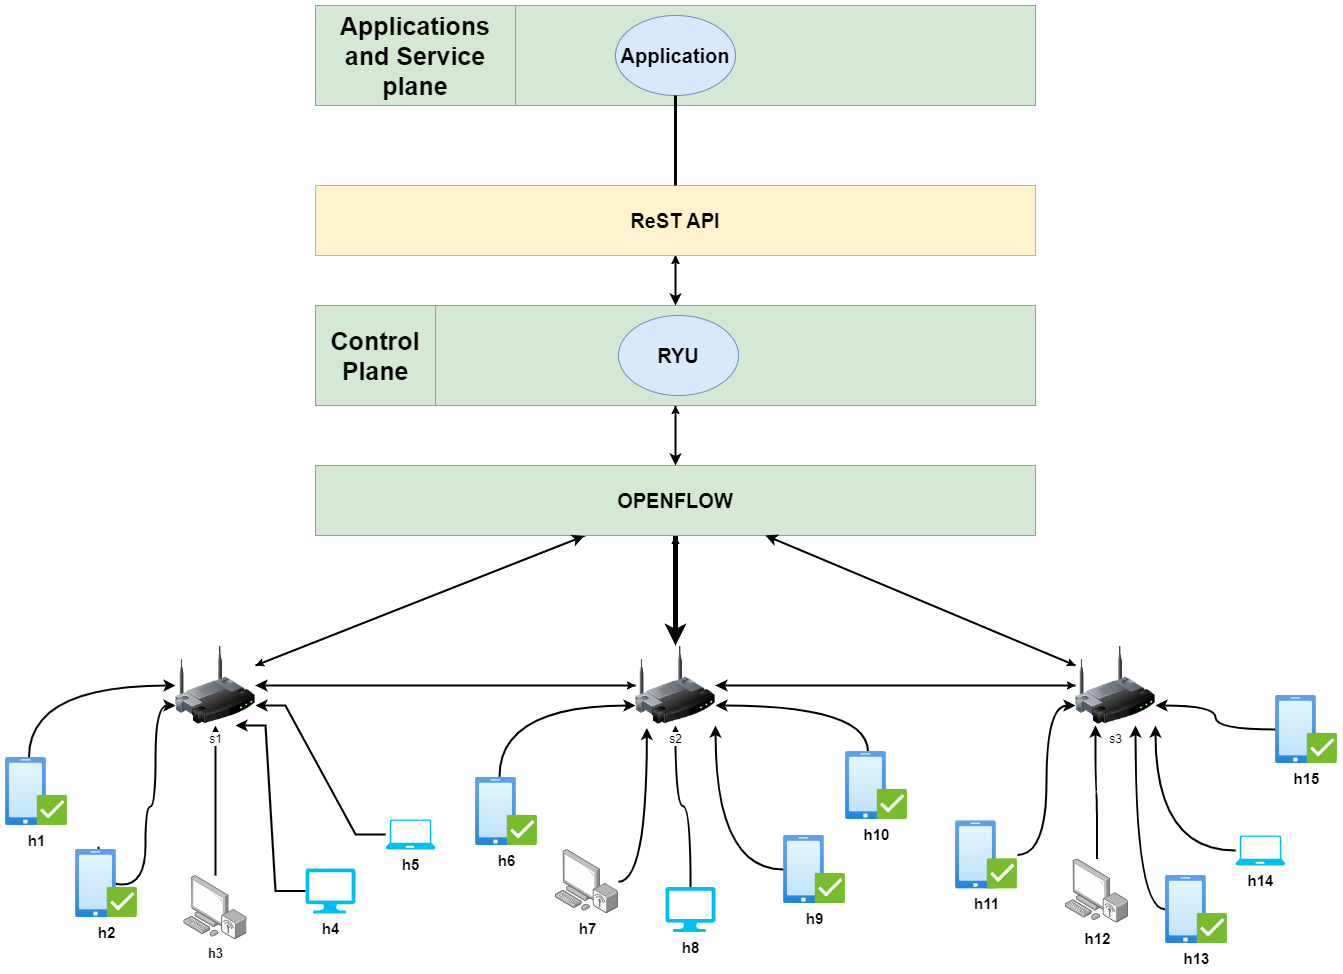 Applications
and Service
plane
Application
ReST API
Control
Plane
RYU
OPENFLOW
s1
s2
s3
h1
h2
h3
h4
h5
h6
h7
h8
h9
h10
h11
h12
h13
h14
h15